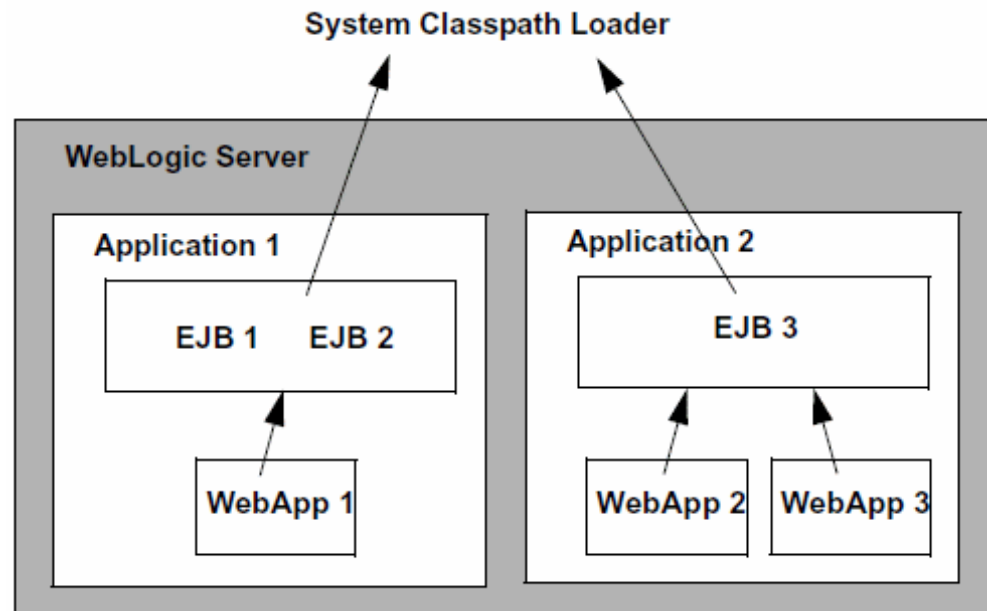 System Classpath Loader
WebLogic Server
Application 1
EJB 1 EJB 2
WebApp 1
Application 2
EJB 3
WebApp 2
WebApp 3